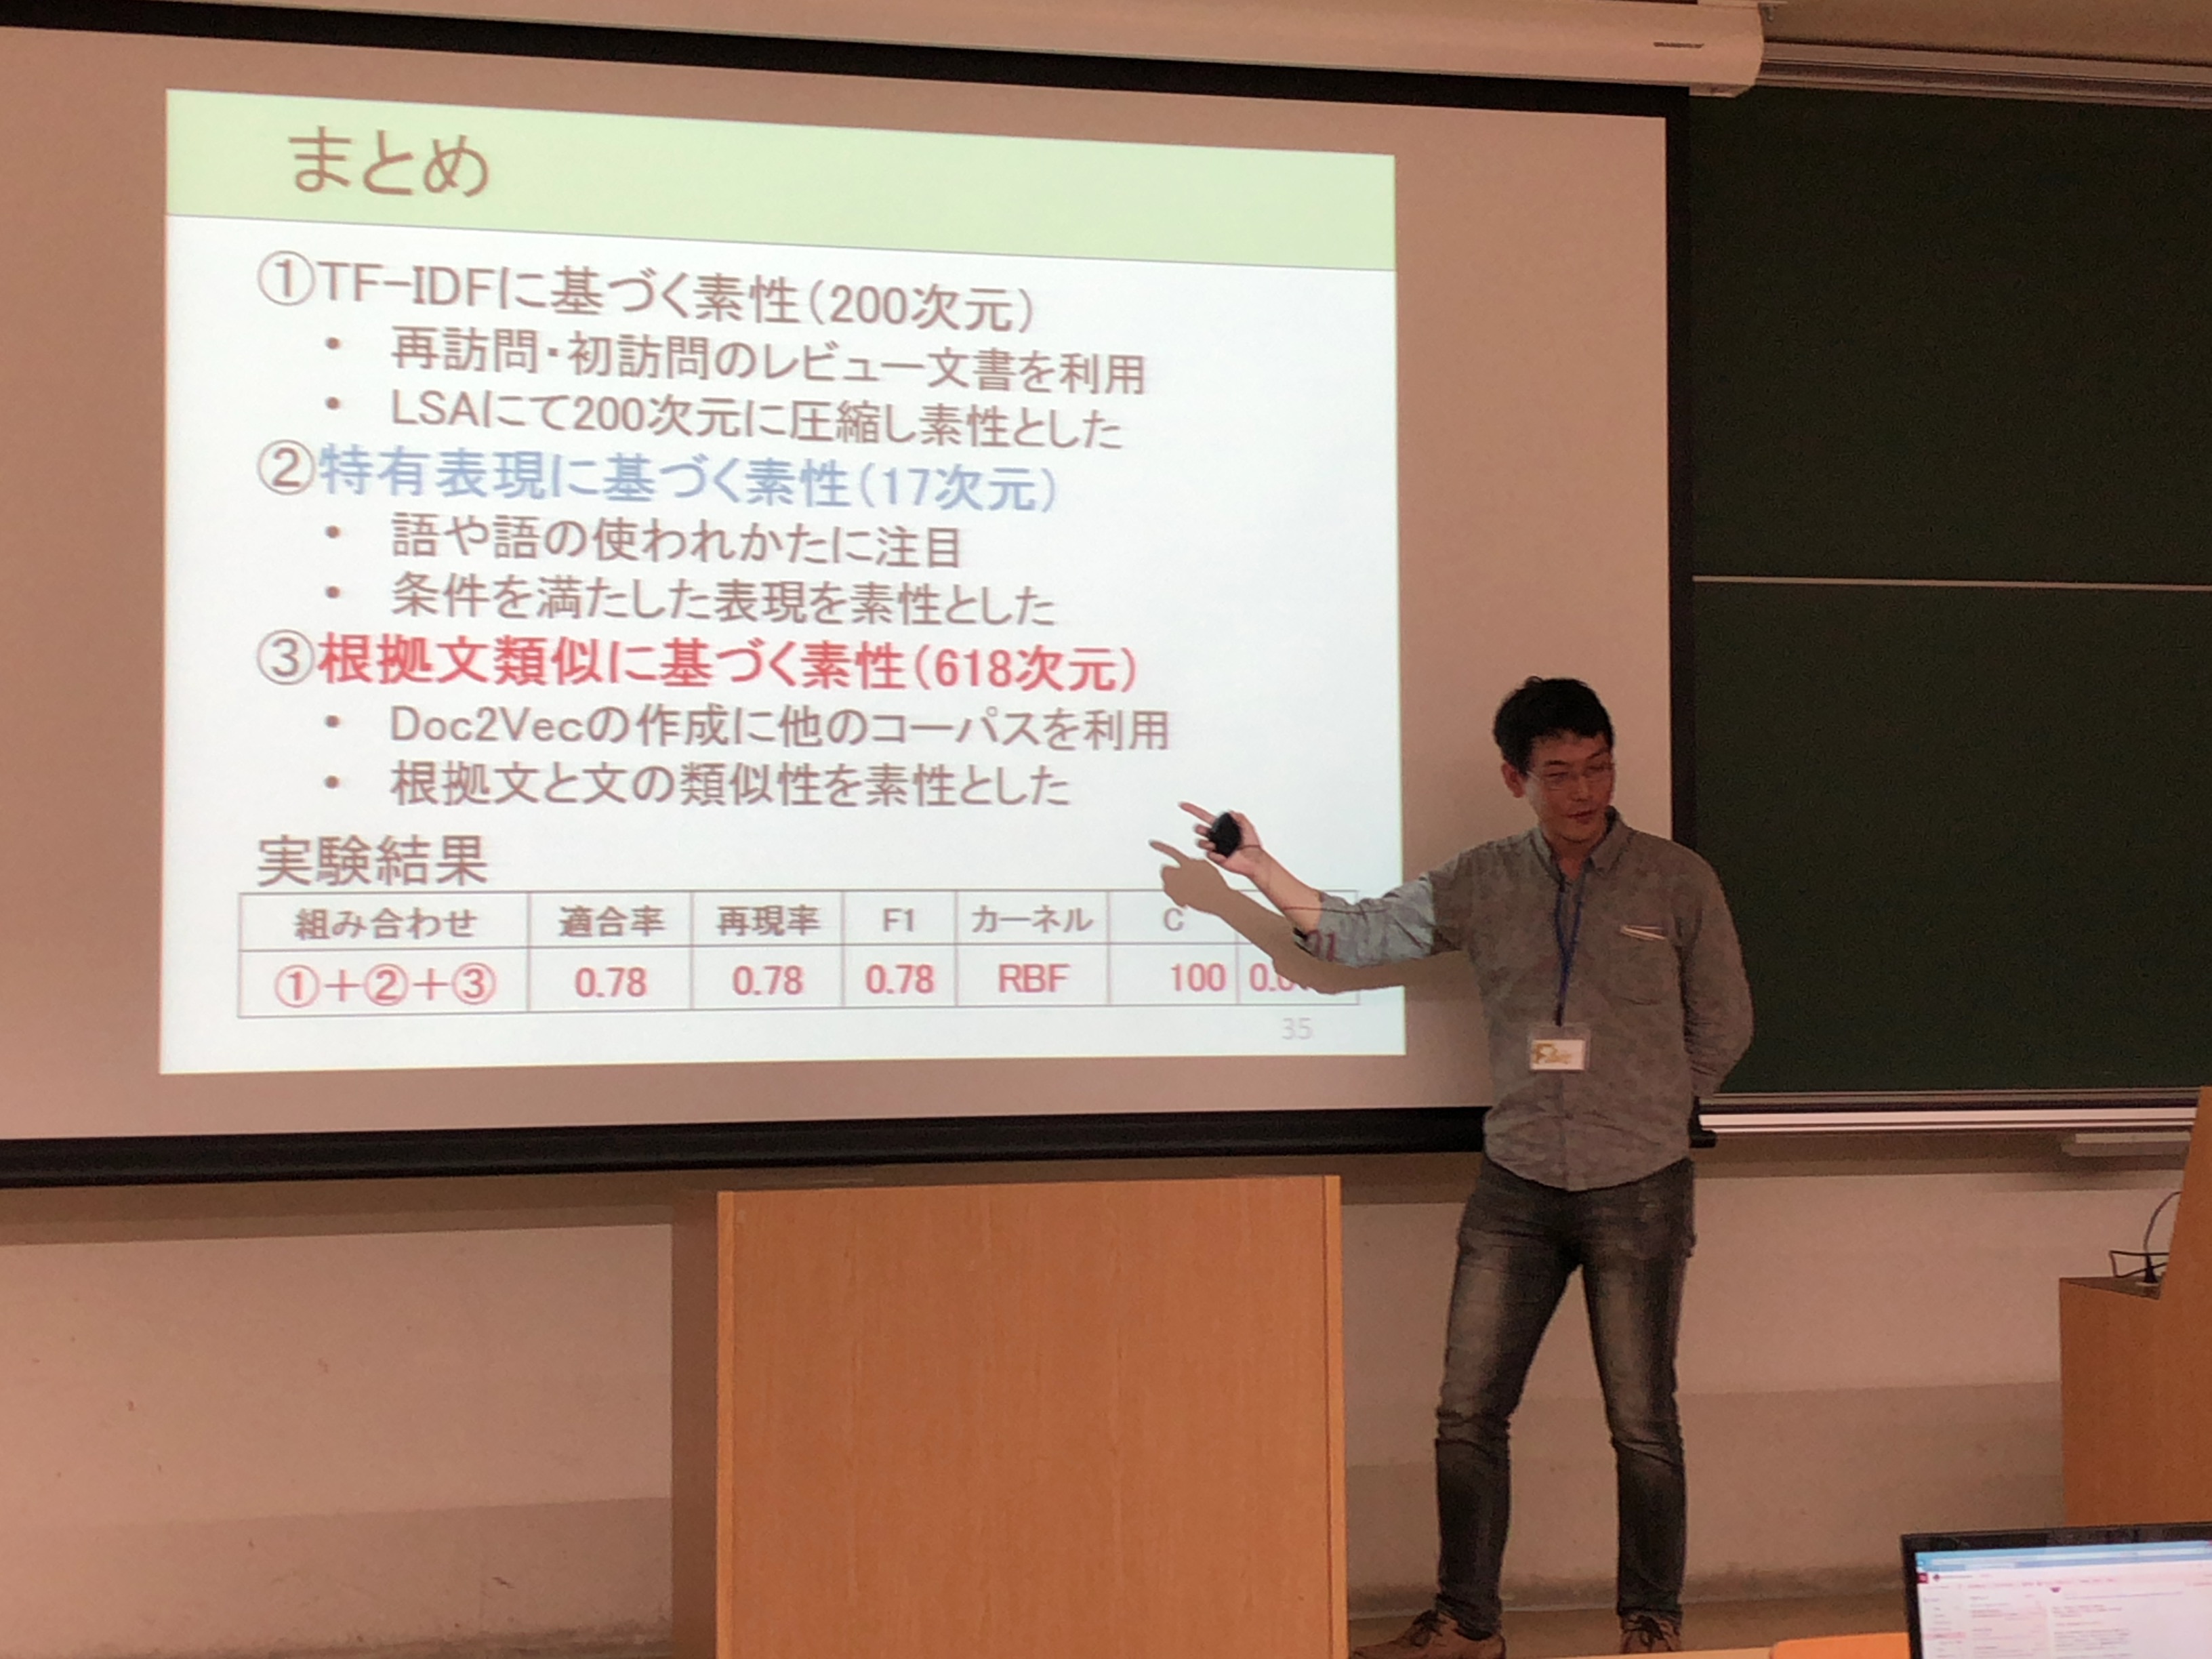 まとめ
①TF-IDFに基づく素性(200次元)
• 再訪問・初訪問のレビュー文書を利用
• LSAにて200次元に圧縮し素性とした
②特有表現に基づく素性(17次元)
• 語や語の使われかたに注目
• 条件を満たした表現を素性とした
③根拠文類似に基づく素性(618次元)
• Doc2Vecの作成に他のコーパスを利用
• 根拠文と文の類似性を素性とした
実験結果
組み合わせ 適合率 再現率 F1 カーネル C
①+②+③ 0.78 0.78 0.78 RBF 100
35